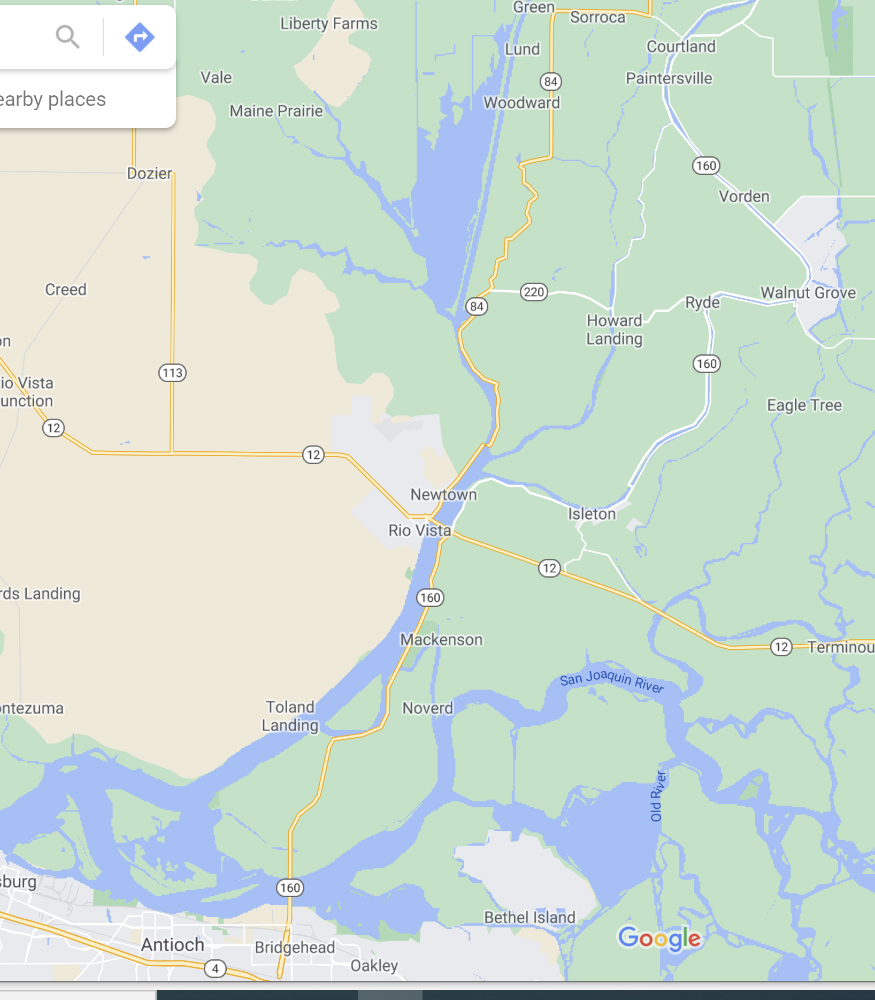 Green
Sorroca
Liberty Farms
Courtland
Lund
Vale
84
Paintersville
earby places
Woodward
Maine Prairie
160
Dozier
Vorden
Creed
220
Walnut Grove
Ryde
84
Howard
Landing
on
160
113
io Vista
unction
Eagle Tree
12
12
Newtown
Isleton
Rio Vista
12
rds Landing
160
Mackenson
12
Terminou
San Joaquin River
ontezuma
Toland
Landing
Noverd
Old River
sburg
160
Bethel Island
Google
Antioch
Bridgehead
Oakley
4